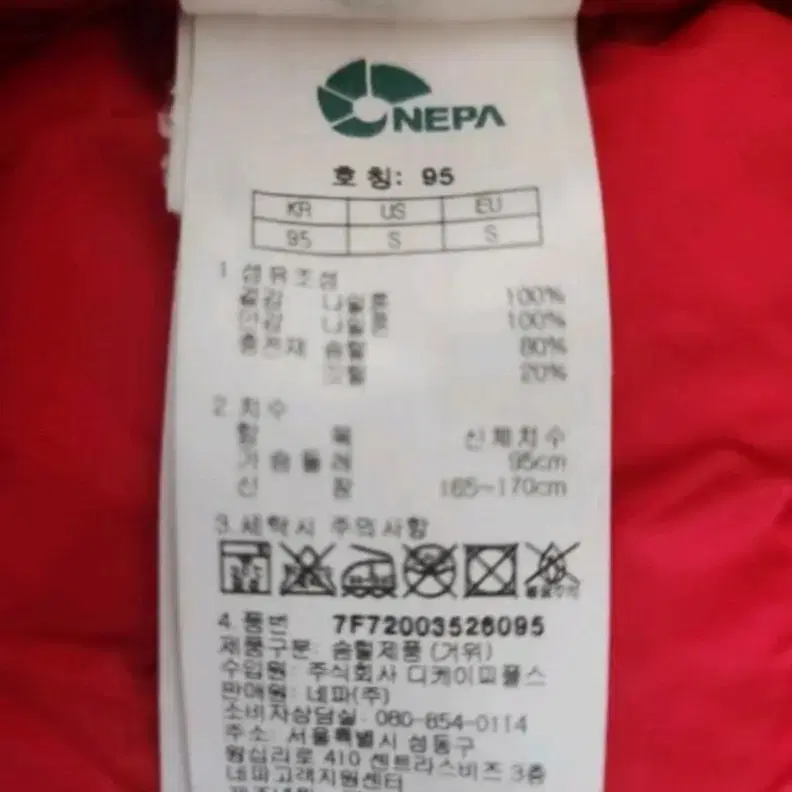 NEPA
호 칭: 95
KR US EU
95 S S
1 섬유조성
겉감 나일론 100%
안감 나일론 100%
충전재 솜털 80%
깃털 20%
2. 치수
항 목 신체치수
가슴둘레 95cm
신 장 165~170cm
3.세탁시 주의사항
4.품번 7F72003526095
제품구분: 솜털제품 (거위)
수입원: 주식회사 디케이피플스
판매원: 네파(주)
소비자상담실: 080-854-0114
주소: 서울특별시 성동구
왕십리로 410 센트라스비즈 3층
네파고객지원센터